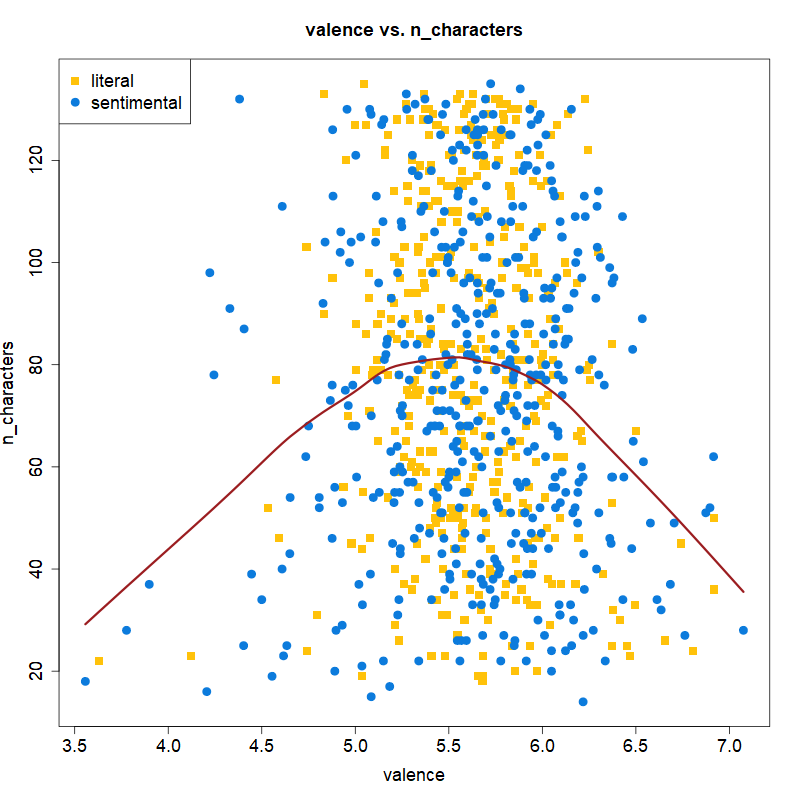 valence vs. n_characters
literal
sentimental
n_characters
120
100
80
60
40
20
3.5 4.0 4.5 5.0 5.5 6.0 6.5 7.0
valence